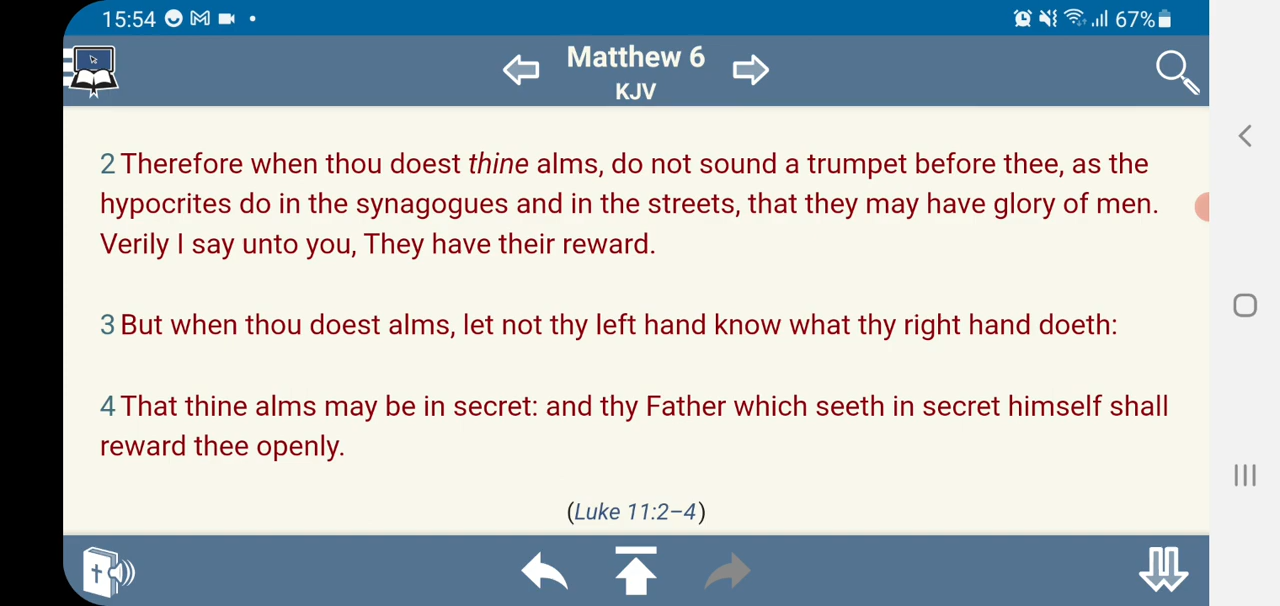 15:54 67%
Matthew 6
KJV
2 Therefore when thou doest thine alms, do not sound a trumpet before thee, as the
hypocrites do in the synagogues and in the streets, that they may have glory of men.
Verily I say unto you, They have their reward.
3 But when thou doest alms, let not thy left hand know what thy right hand doeth:
4 That thine alms may be in secret: and thy Father which seeth in secret himself shall
reward thee openly.
(Luke 11:2–4)